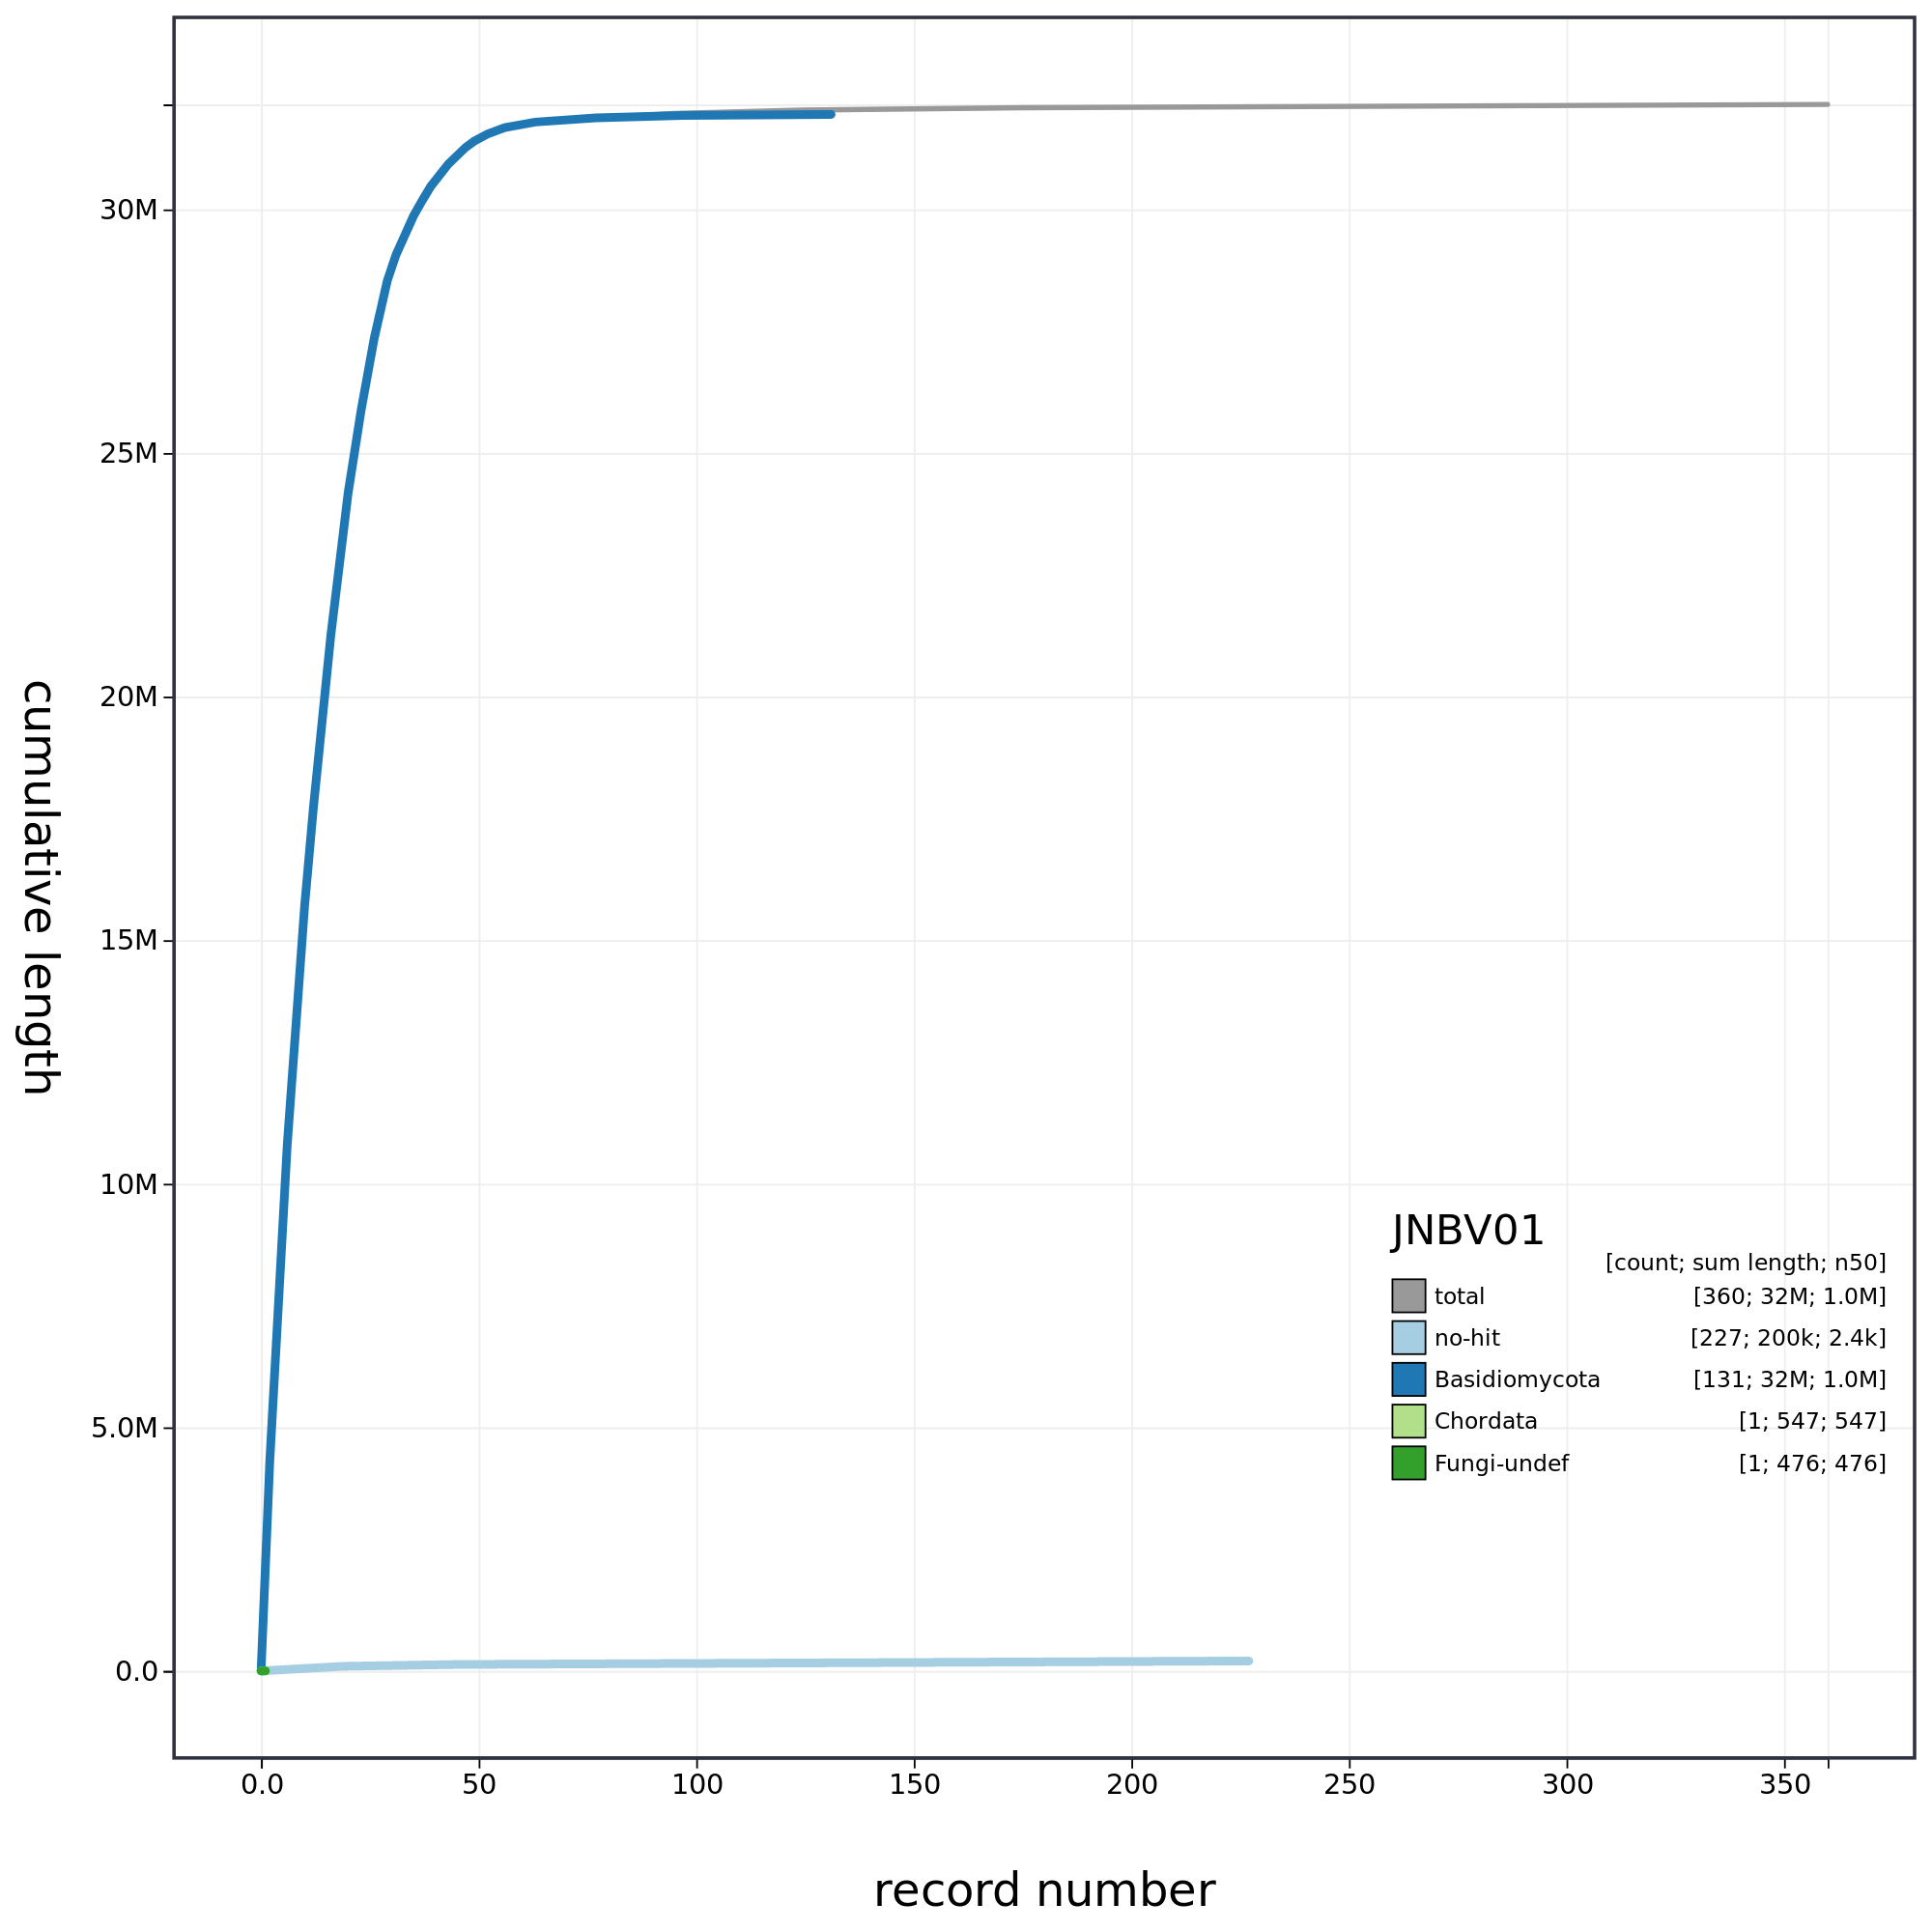 30M
25M
20M
15M
10M
5.0M
0.0
cumulative length
JNBV01
[count; sum length; n50]
total [360; 32M; 1.0M]
no-hit [227; 200k; 2.4k]
Basidiomycota [131; 32M; 1.0M]
Chordata [1; 547; 547]
Fungi-undef [1; 476; 476]
0.0 50 100 150 200 250 300 350
record number